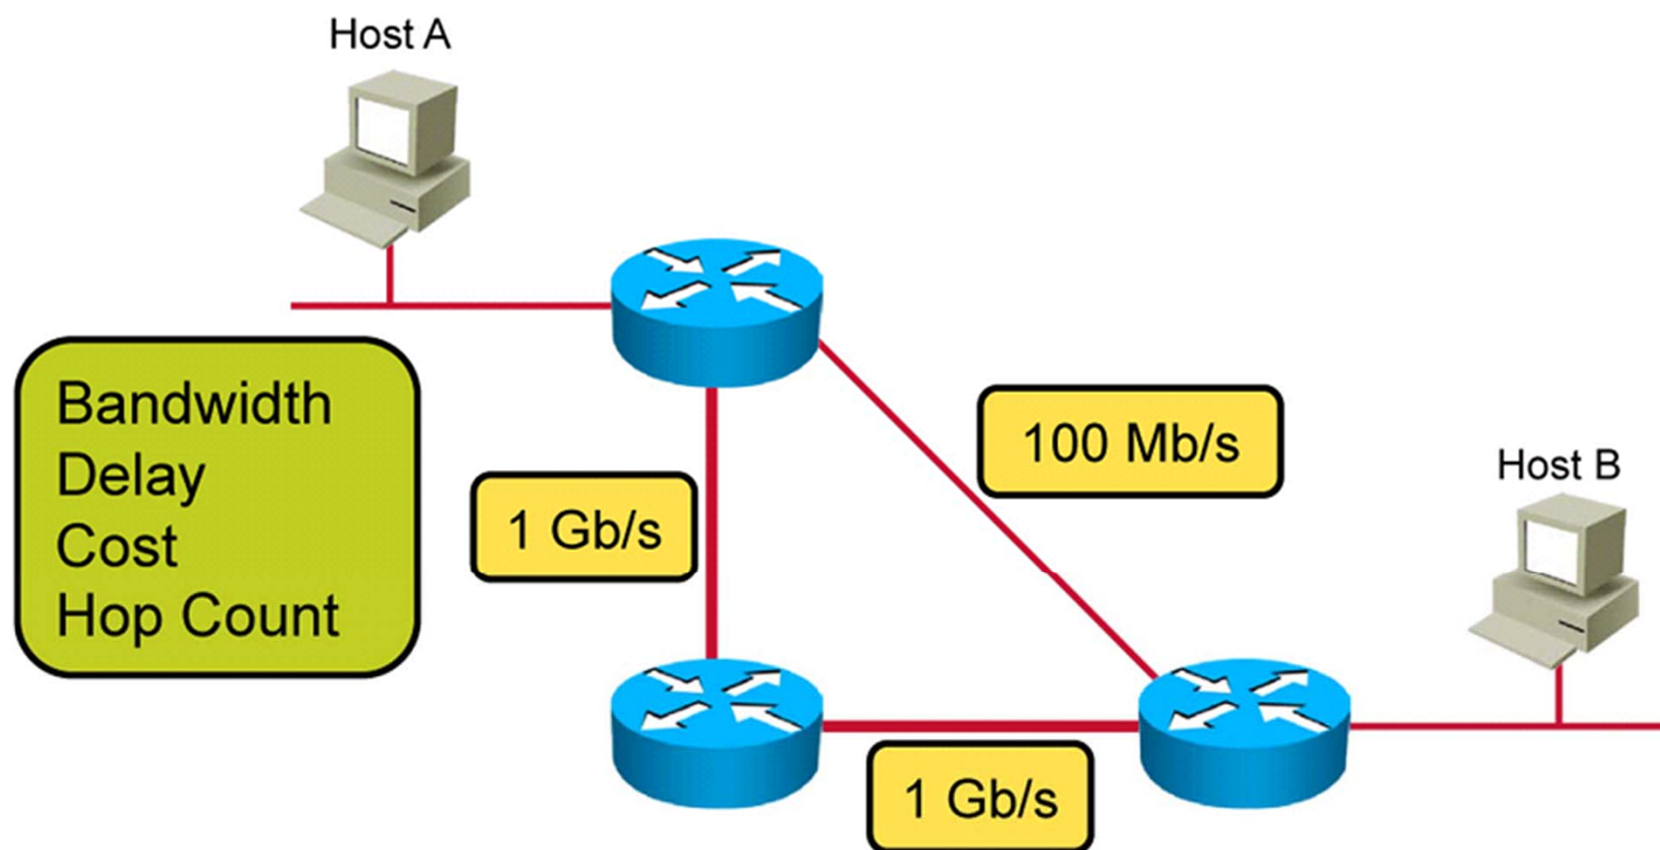 Host A
Bandwidth
Delay
Cost
Hop Count
1 Gb/s
100 Mb/s
Host B
1 Gb/s